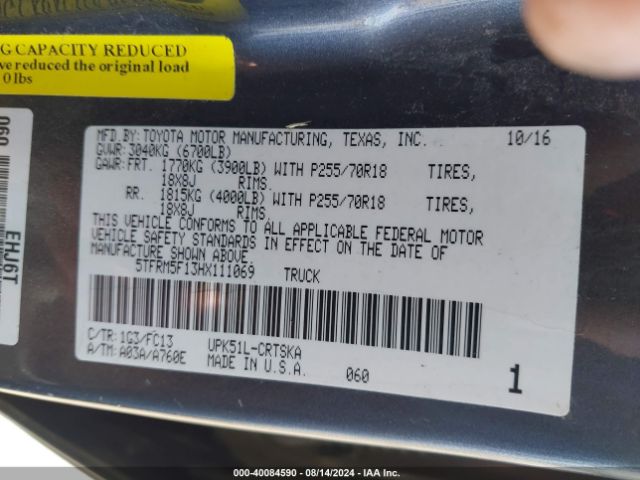 G CAPACITY REDUCED
ve reduced the original load
0 lbs
060
EHJ6T
MFD.BY: TOYOTA MOTOR MANUFACTURING, TEXAS, INC. 10/16
GVWR: 3040KG (6700LB)
GAWR: FRT. 1770KG (3900LB) WITH P255/70R18 TIRES,
18X8J RIMS.
RR. 1815KG (4000LB) WITH P255/70R18 TIRES,
18X8J RIMS.
THIS VEHICLE CONFORMS TO ALL APPLICABLE FEDERAL MOTOR
VEHICLE SAFETY STANDARDS IN EFFECT ON THE DATE OF
MANUFACTURE SHOWN ABOVE.
5TFRM5F13HX111069 TRUCK
C/TR: 1G3/FC13 UPK51L-CRTSKA
A/TM: A03A/A760E MADE IN U.S.A. 060 1
000-40084590 - 08/14/2024 - IAA Inc.